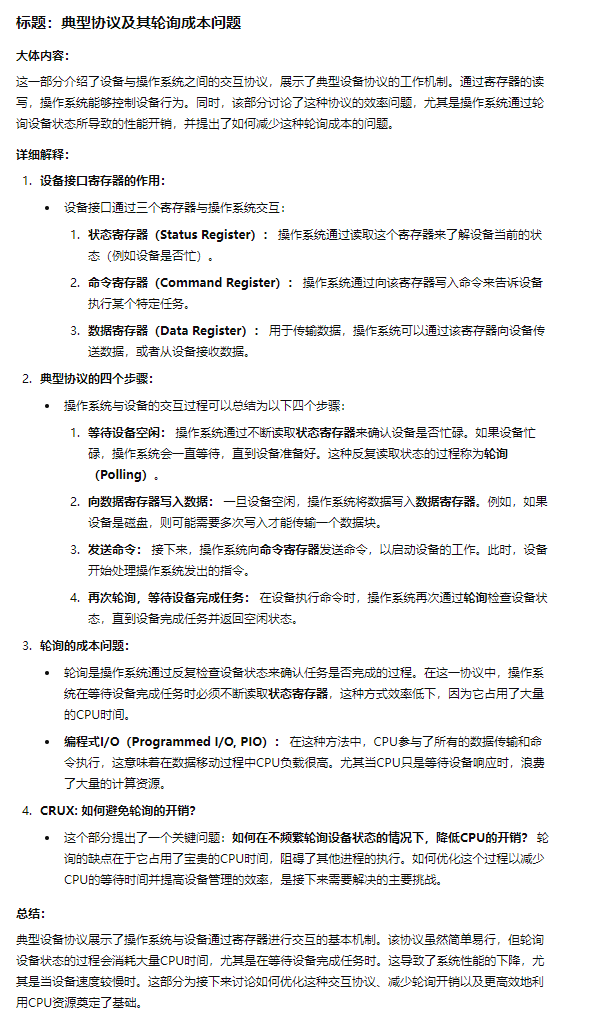 标题：典型协议及其轮询成本问题
大体内容：
这一部分介绍了设备与操作系统之间的交互协议，展示了典型设备协议的工作机制。通过寄存器的读
写，操作系统能够控制设备行为。同时，该部分讨论了这种协议的效率问题，尤其是操作系统通过轮
询设备状态所导致的性能开销，并提出了如何减少这种轮询成本的问题。
详细解释：
1. 设备接口寄存器的作用：
• 设备接口通过三个寄存器与操作系统交互：
1. 状态寄存器（Status Register）： 操作系统通过读取这个寄存器来了解设备当前的状
态（例如设备是否忙）。
2. 命令寄存器（Command Register）： 操作系统通过向该寄存器写入命令来告诉设备
执行某个特定任务。
3. 数据寄存器（Data Register）： 用于传输数据，操作系统可以通过该寄存器向设备传
送数据，或者从设备接收数据。
2. 典型协议的四个步骤：
• 操作系统与设备的交互过程可以总结为以下四个步骤：
1. 等待设备空闲： 操作系统通过不断读取状态寄存器来确认设备是否忙碌。如果设备忙
碌，操作系统会一直等待，直到设备准备好。这种反复读取状态的过程称为轮询
（Polling）。
2. 向数据寄存器写入数据： 一旦设备空闲，操作系统将数据写入数据寄存器。例如，如果
设备是磁盘，则可能需要多次写入才能传输一个数据块。
3. 发送命令： 接下来，操作系统向命令寄存器发送命令，以启动设备的工作。此时，设备
开始处理操作系统发出的指令。
4. 再次轮询，等待设备完成任务： 在设备执行命令时，操作系统再次通过轮询检查设备状
态，直到设备完成任务并返回空闲状态。
3. 轮询的成本问题：
• 轮询是操作系统通过反复检查设备状态来确认任务是否完成的过程。在这一协议中，操作系
统在等待设备完成任务时必须不断读取状态寄存器，这种方式效率低下，因为它占用了大量
的CPU时间。
• 编程式I/O（Programmed I/O, PIO）： 在这种方法中，CPU参与了所有的数据传输和命
令执行，这意味着在数据移动过程中CPU负载很高。尤其当CPU只是等待设备响应时，浪费
了大量的计算资源。
4. CRUX: 如何避免轮询的开销？
• 这个部分提出了一个关键问题：如何在不频繁轮询设备状态的情况下，降低CPU的开销？ 轮
询的缺点在于它占用了宝贵的CPU时间，阻碍了其他进程的执行。如何优化这个过程以减少
CPU的等待时间并提高设备管理的效率，是接下来需要解决的主要挑战。
总结：
典型设备协议展示了操作系统与设备通过寄存器进行交互的基本机制。该协议虽然简单易行，但轮询
设备状态的过程会消耗大量CPU时间，尤其是在等待设备完成任务时。这导致了系统性能的下降，尤
其是当设备速度较慢时。这部分为接下来讨论如何优化这种交互协议、减少轮询开销以及更高效地利
用CPU资源奠定了基础。